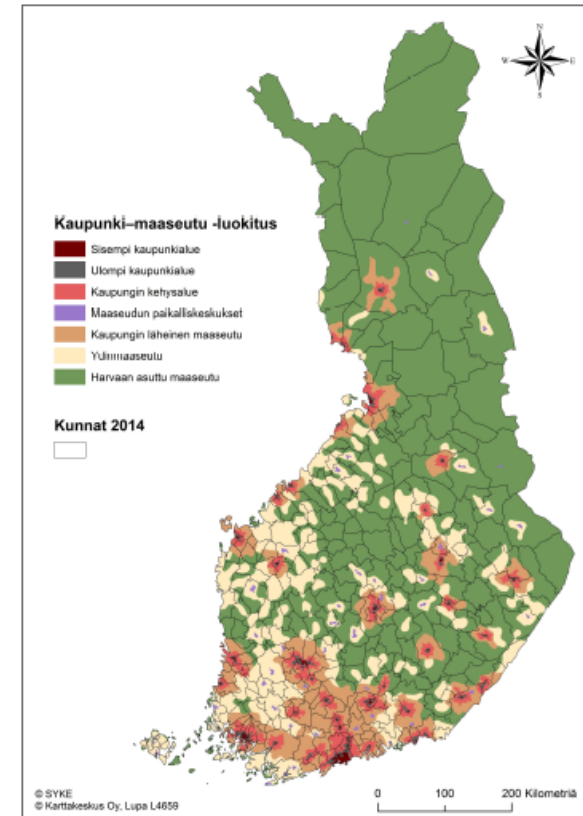 N
W
E
S
Kaupunki–maaseutu -luokitus
Sisempi kaupunkialue
Ulompi kaupunkialue
Kaupungin kehysalue
Maaseudun paikalliskeskukset
Kaupungin läheinen maaseutu
Ydinmaaseutu
Harvaan asuttu maaseutu
Kunnat 2014
© SYKE
© Karttakeskus Oy, Lupa L4659
0 100 200 Kilometriä